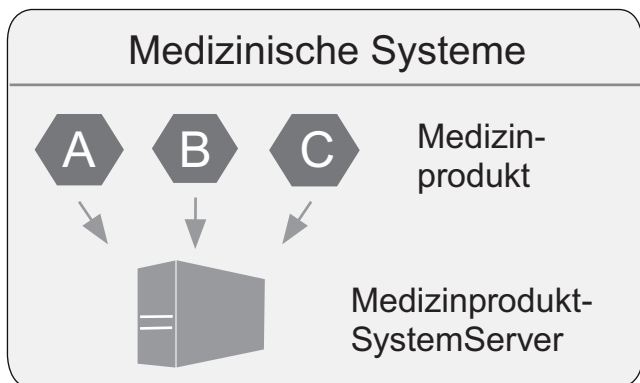 Medizinische Systeme
A B C
Medizin-
produkt
Medizinprodukt-
SystemServer